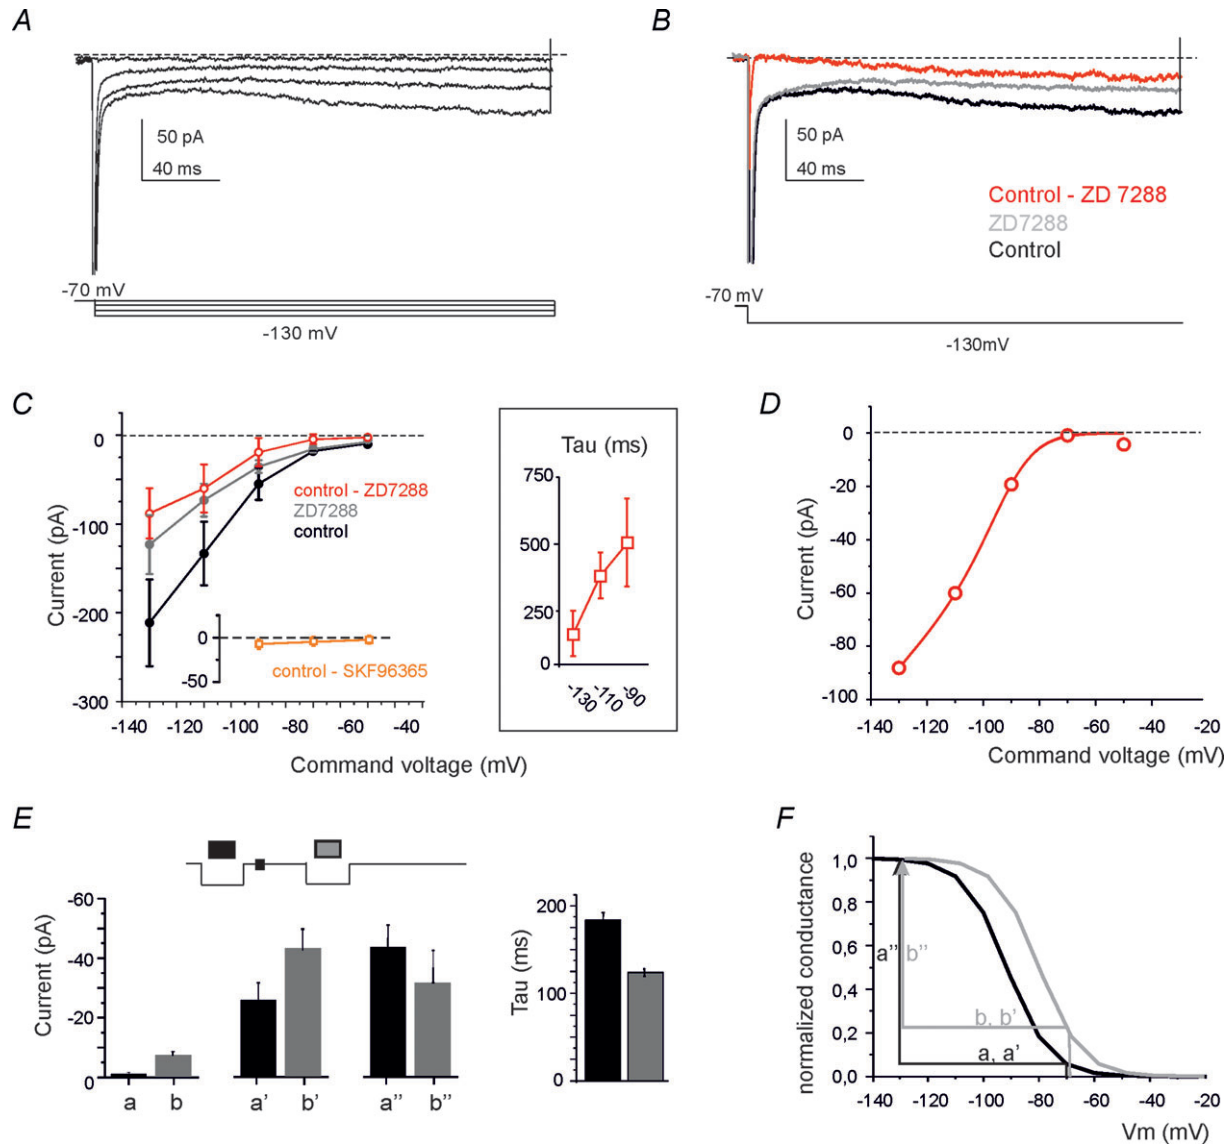 A
50 pA
40 ms
-70 mV
-130 mV
B
50 pA
40 ms
Control - ZD 7288
ZD7288
Control
-70 mV
-130mV
C
0
-100
-200
-300
Current (pA)
control - ZD7288
ZD7288
control
0
-50
control - SKF96365
-140 -120 -100 -80 -60 -40
Command voltage (mV)
Tau (ms)
750
500
250
0
-130
-110
-90
D
0
-20
-40
-60
-80
-100
Current (pA)
-140 -120 -100 -80 -60 -40 -20
Command voltage (mV)
E
-60
-40
-20
0
Current (pA)
a b a' b' a'' b''
200
100
0
Tau (ms)
F
1,0
0,8
0,6
0,4
0,2
0,0
normalized conductance
a'' b''
b, b'
a, a'
-140 -120 -100 -80 -60 -40 -20
Vm (mV)